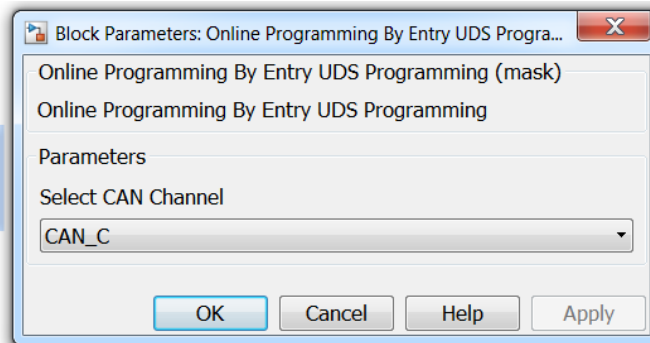 Block Parameters: Online Programming By Entry UDS Progra...
Online Programming By Entry UDS Programming (mask)
Online Programming By Entry UDS Programming
Parameters
Select CAN Channel
CAN_C
OK Cancel Help Apply